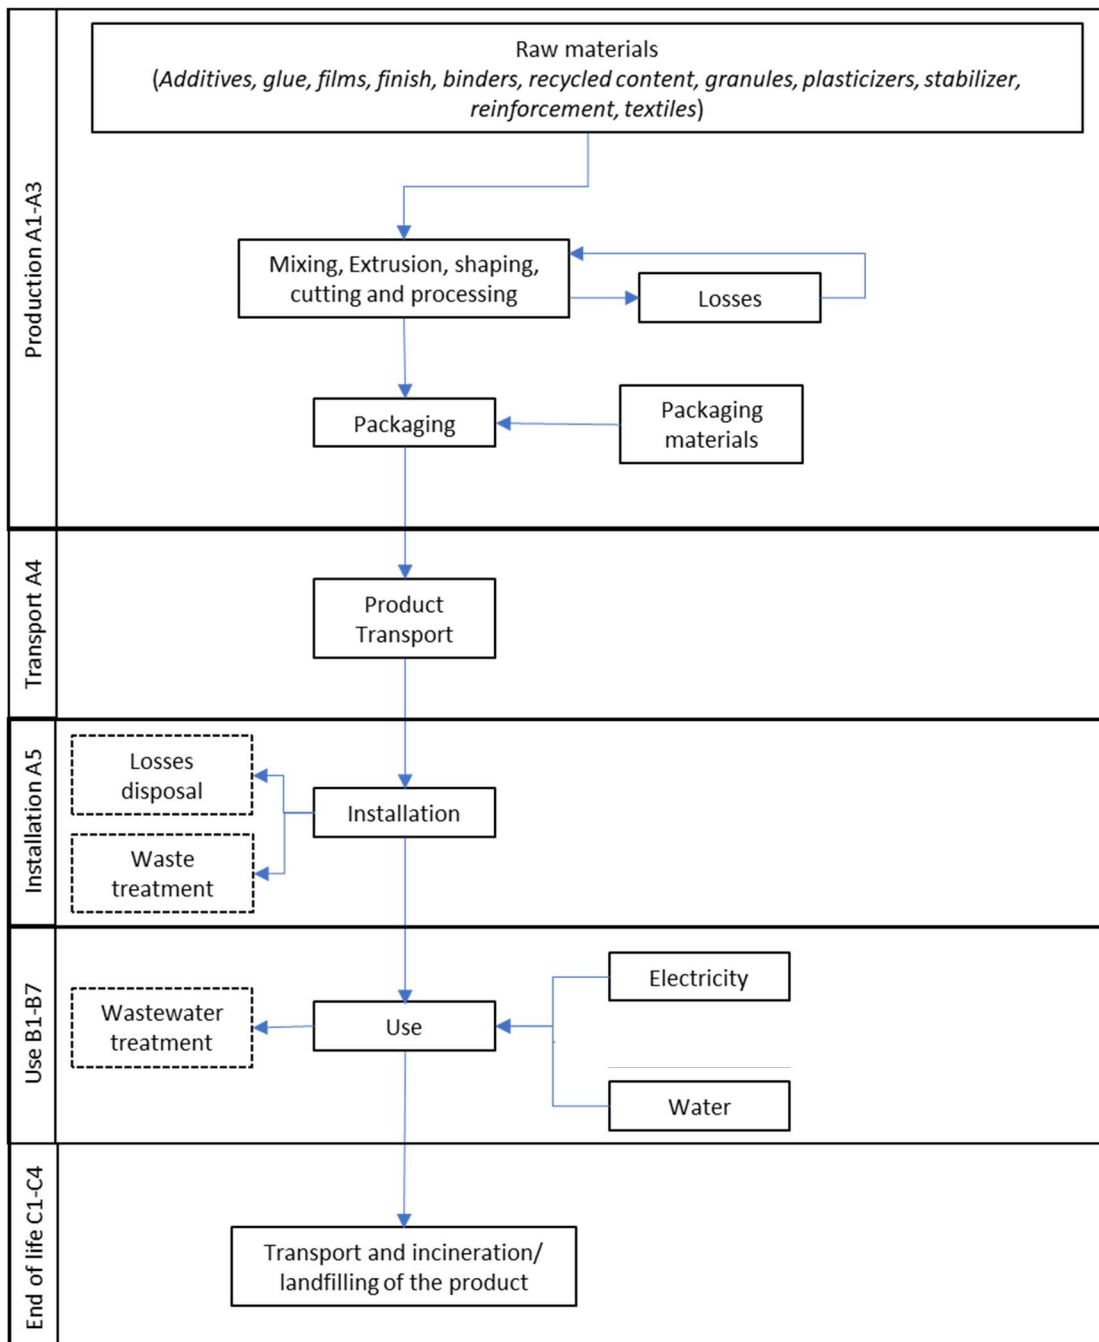 Production A1-A3
Raw materials
(Additives, glue, films, finish, binders, recycled content, granules, plasticizers, stabilizer,
reinforcement, textiles)
Mixing, Extrusion, shaping,
cutting and processing
Losses
Packaging
Packaging
materials
Transport A4
Product
Transport
Installation A5
Losses
disposal
Installation
Waste
treatment
Use B1-B7
Electricity
Wastewater
treatment
Use
Water
End of life C1-C4
Transport and incineration/
landfilling of the product